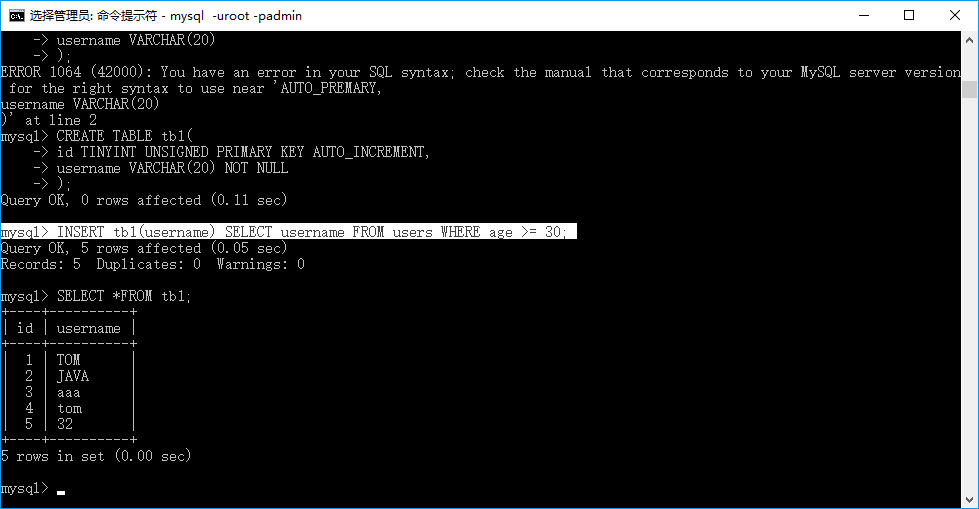 选择管理员: 命令提示符 - mysql  -uroot -padmin
    -> username VARCHAR(20)
    -> );
ERROR 1064 (42000): You have an error in your SQL syntax; check the manual that corresponds to your MySQL server version
 for the right syntax to use near 'AUTO_PREMARY,
username VARCHAR(20)
)' at line 2
mysql> CREATE TABLE tb1(
    -> id TINYINT UNSIGNED PRIMARY KEY AUTO_INCREMENT,
    -> username VARCHAR(20) NOT NULL
    -> );
Query OK, 0 rows affected (0.11 sec)
mysql> INSERT tb1(username) SELECT username FROM users WHERE age >= 30;
Query OK, 5 rows affected (0.05 sec)
Records: 5  Duplicates: 0  Warnings: 0
mysql> SELECT *FROM tb1;
+----+----------+
| id | username |
+----+----------+
|  1 | TOM      |
|  2 | JAVA     |
|  3 | aaa      |
|  4 | tom      |
|  5 | 32       |
+----+----------+
5 rows in set (0.00 sec)
mysql>